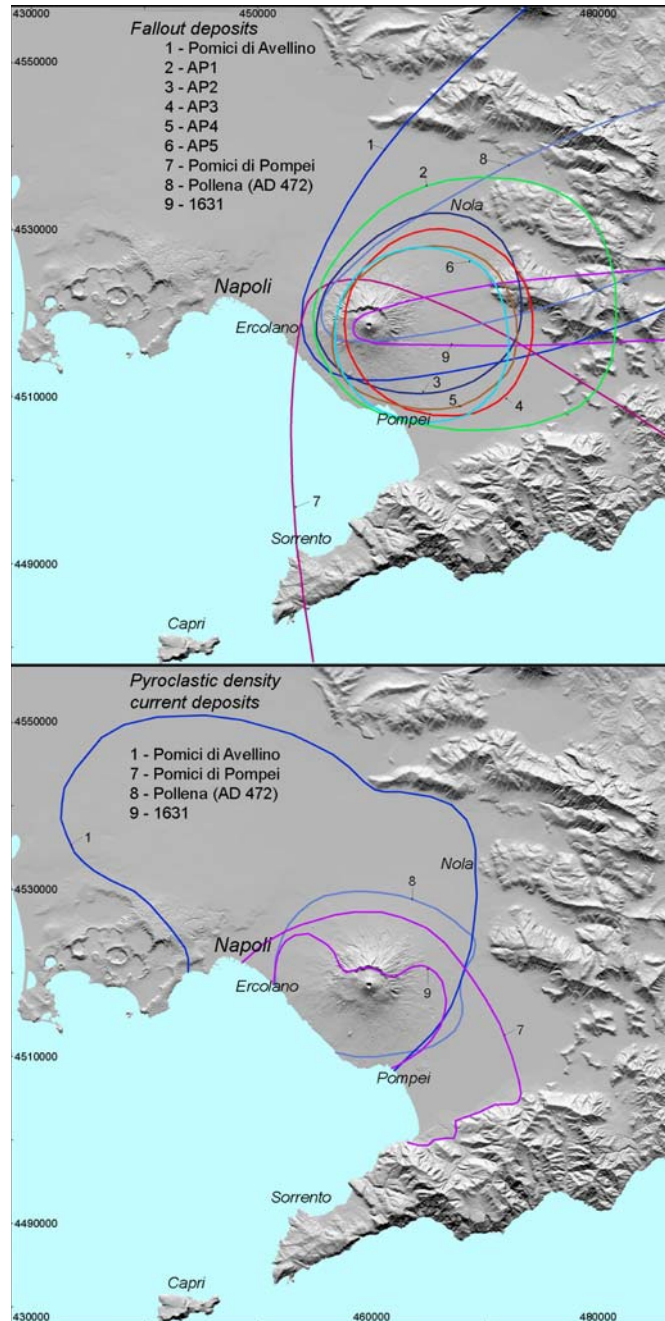 430000
450000
480000
Fallout deposits
1 - Pomici di Avellino
2 - AP1
3 - AP2
4 - AP3
5 - AP4
6 - AP5
7 - Pomici di Pompei
8 - Pollena (AD 472)
9 - 1631
4550000
1
8
2
Nola
4530000
6
Napoli
Ercolano
9
3
4510000
5
4
Pompei
7
Sorrento
4490000
Capri
Pyroclastic density
current deposits
4550000
1 - Pomici di Avellino
7 - Pomici di Pompei
8 - Pollena (AD 472)
9 - 1631
1
Nola
8
4530000
Napoli
Ercolano
9
7
4510000
Pompei
Sorrento
4490000
Capri
430000
460000
480000